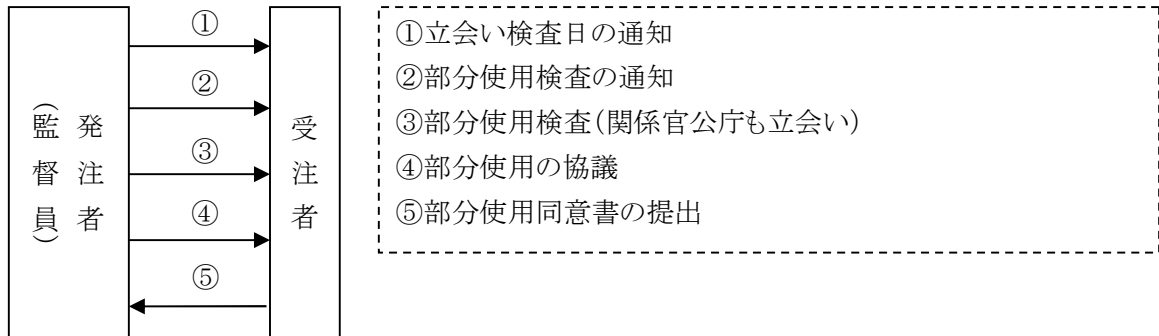 発注者
(監督員)
①
②
③
④
⑤
受注者
①立会い検査日の通知
②部分使用検査の通知
③部分使用検査(関係官公庁も立会い)
④部分使用の協議
⑤部分使用同意書の提出